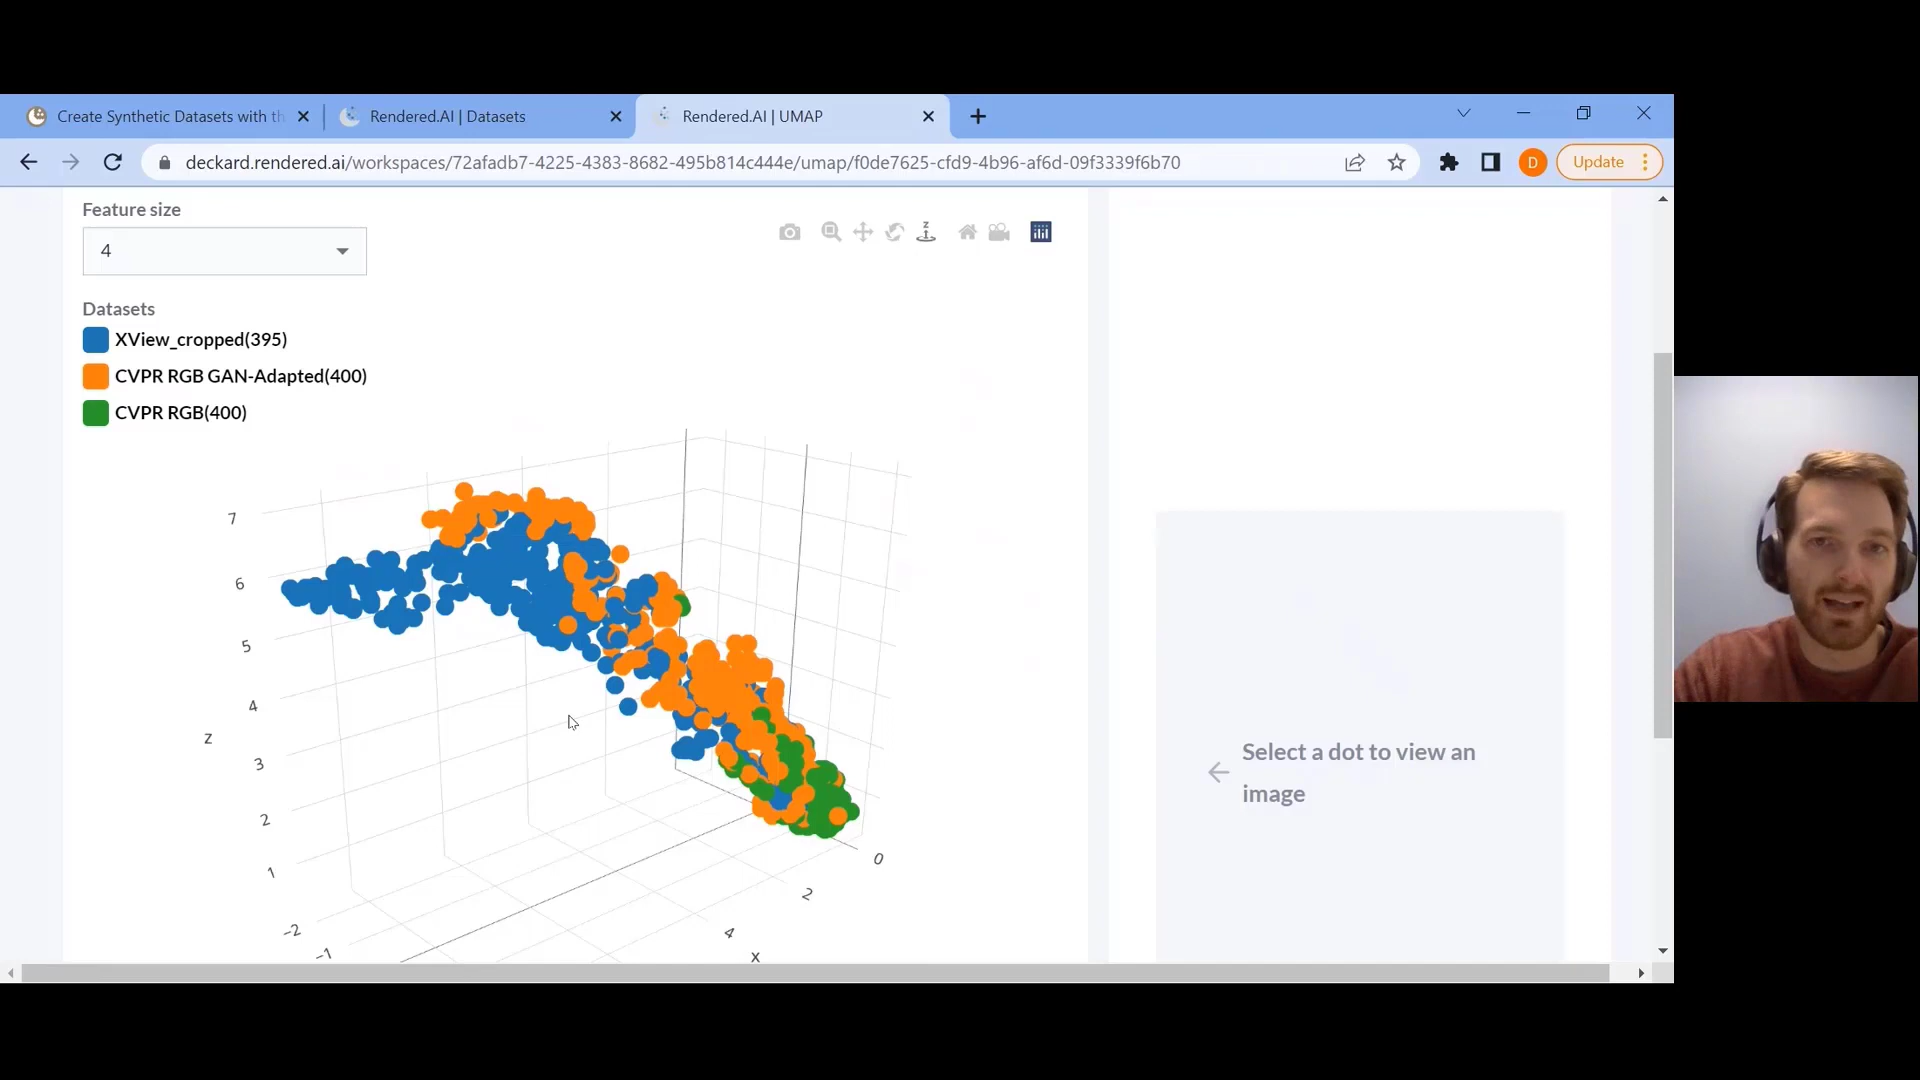 Create Synthetic Datasets with th
Rendered.AI | Datasets
Rendered.AI | UMAP
deckard.rendered.ai/workspaces/72afadb7-4225-4383-8682-495b814c444e/umap/f0de7625-cfd9-4b96-af6d-09f3339f6b70
D
Update
Feature size
4
z
Datasets
XView_cropped(395)
CVPR RGB GAN-Adapted(400)
CVPR RGB(400)
7
6
5
4
3
2
1
z
−2
−1
0
2
4
x
Select a dot to view an
image